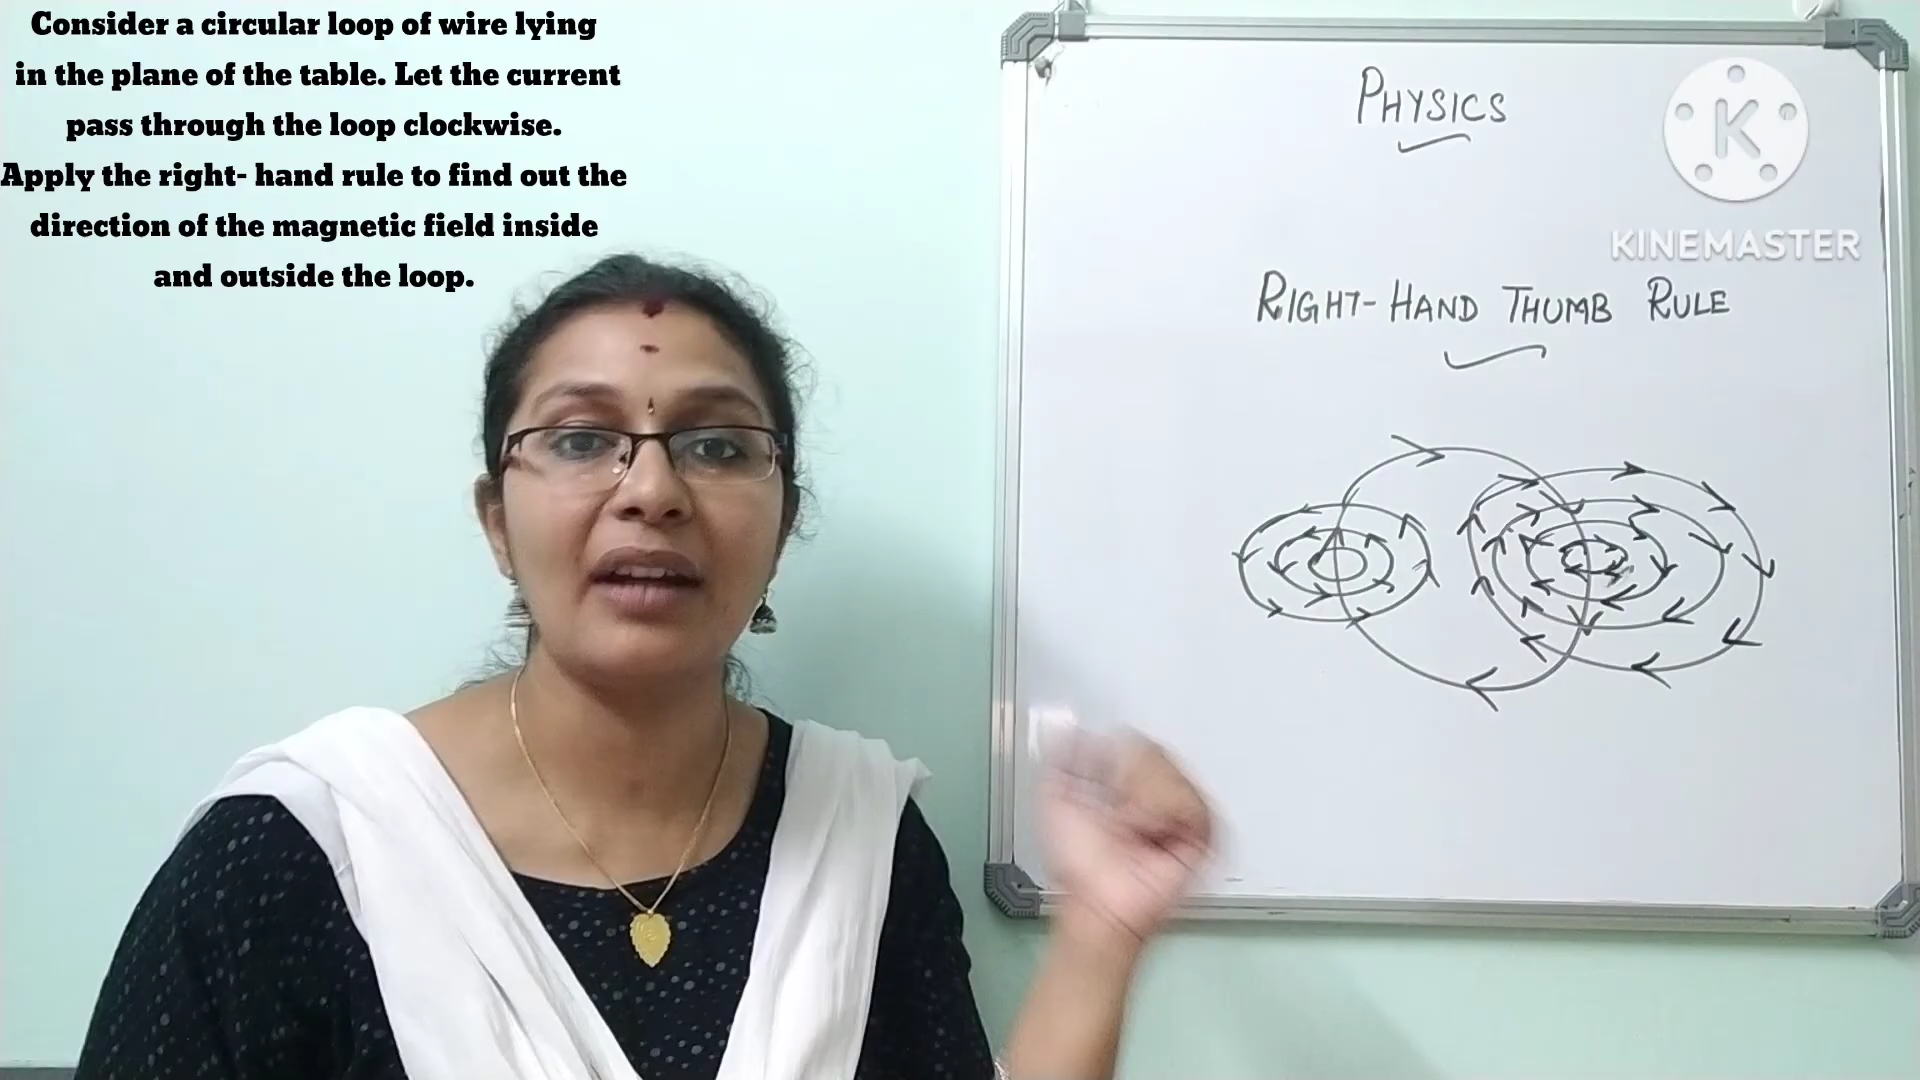 Consider a circular loop of wire lying
in the plane of the table. Let the current
pass through the loop clockwise.
Apply the right- hand rule to find out the
direction of the magnetic field inside
and outside the loop.
PHYSICS
K
KINEMASTER
RIGHT-HAND THUMB RULE